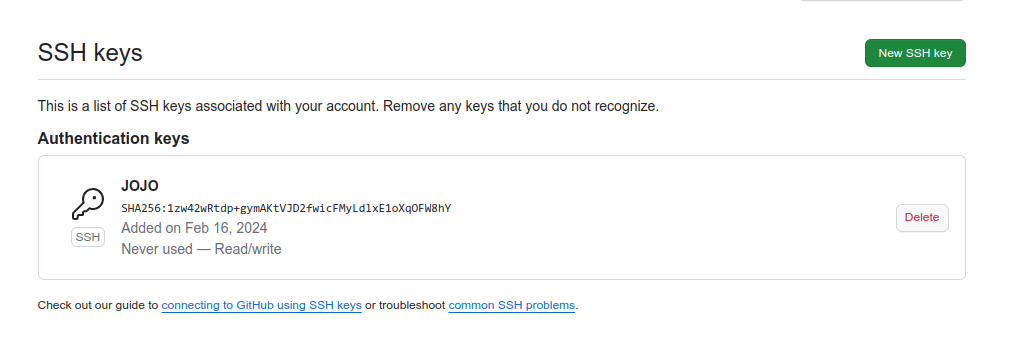 SSH keys
New SSH key
This is a list of SSH keys associated with your account. Remove any keys that you do not recognize.
Authentication keys
JOJO
SHA256:1zw42wRtdp+gymAKtVJD2fwicFMyLdlxE1oXqOFW8hY
Added on Feb 16, 2024
Never used — Read/write
SSH
Delete
Check out our guide to connecting to GitHub using SSH keys or troubleshoot common SSH problems.